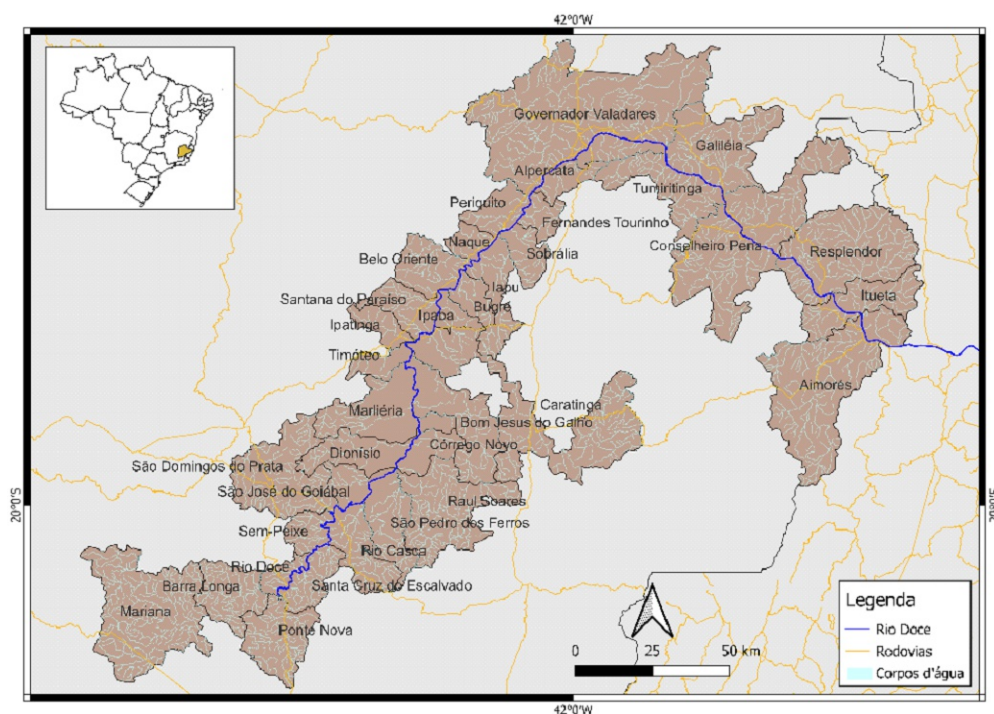 42°0'W
Governador Valadares
Galiléia
Alpercata
Tumiritinga
Periquito
Fernandes Tourinho
Naque
Conselheiro Pena
Resplendor
Belo Oriente
Sobrália
Iapu
Itueta
Santana do Paraíso
Bugre
Ipaba
Ipatinga
Timóteo
Aimorés
Marliéria
Caratinga
Bom Jesus do Galho
Córrego Novo
Dionísio
São Domingos do Prata
São José do Goiabal
Raul Soares
20°0'S
20°0'S
São Pedro dos Ferros
Sem-Peixe
Rio Casca
Rio Doce
Santa Cruz do Escalvado
Barra Longa
Mariana
Ponte Nova
Legenda
Rio Doce
Rodovias
Corpos d'água
0 25 50 km
42°0'W